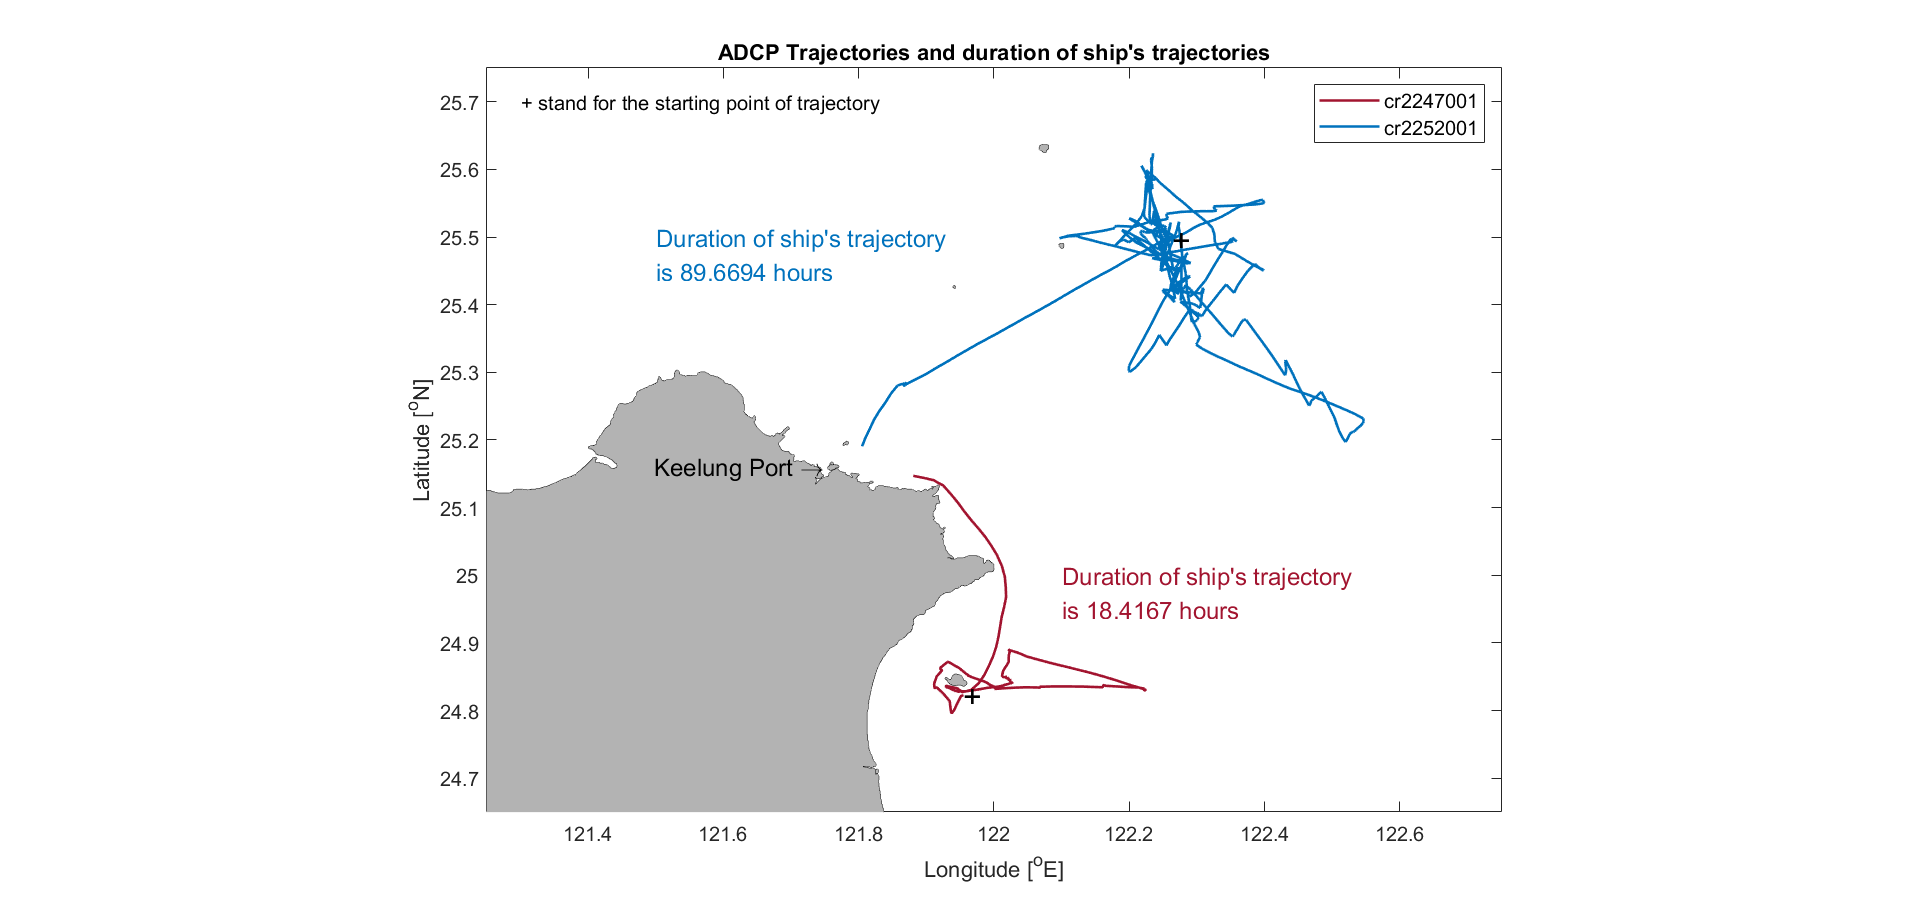 ADCP Trajectories and duration of ship's trajectories
+ stand for the starting point of trajectory
cr2247001
cr2252001
25.7
25.6
25.5
25.4
25.3
25.2
25.1
25
24.9
24.8
24.7
Latitude [°N]
Duration of ship's trajectory
is 89.6694 hours
Keelung Port →
Duration of ship's trajectory
is 18.4167 hours
121.4
121.6
121.8
122
122.2
122.4
122.6
Longitude [°E]